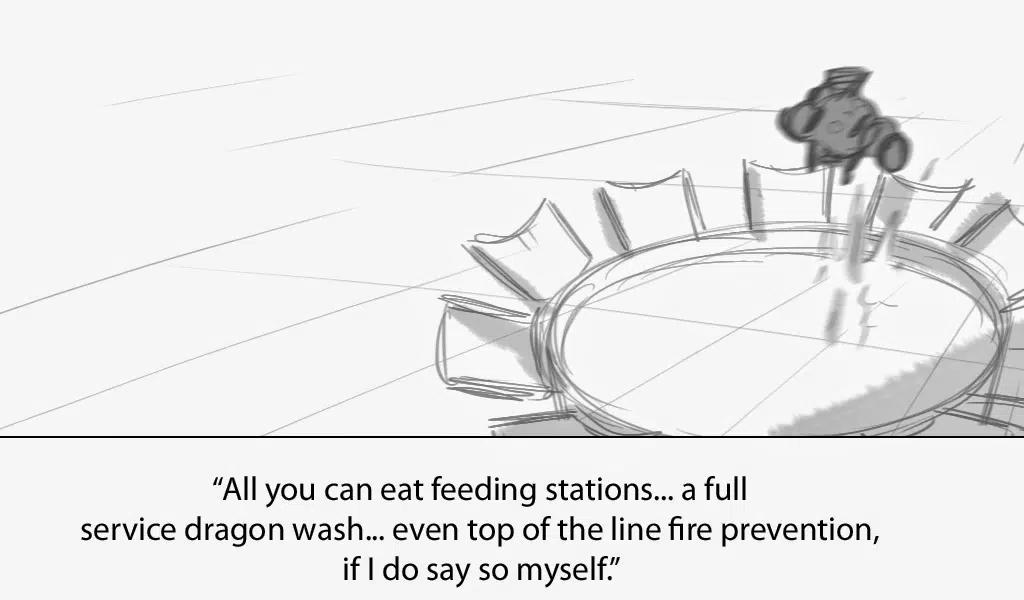 “All you can eat feeding stations... a full
service dragon wash... even top of the line fire prevention,
if I do say so myself.”